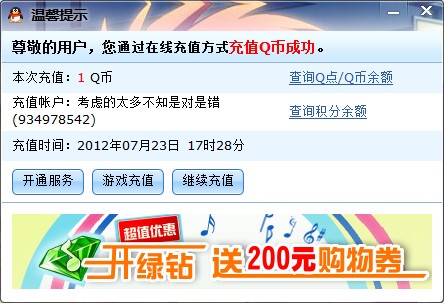 温馨提示
尊敬的用户，您通过在线充值方式充值Q币成功。
本次充值：1 Q币 查询Q点/Q币余额
充值帐户：考虑的太多不知是对是错 查询积分余额
(934978542)
充值时间：2012年07月23日 17时28分
开通服务 游戏充值 继续充值
超值优惠
开绿钻 送200元购物券